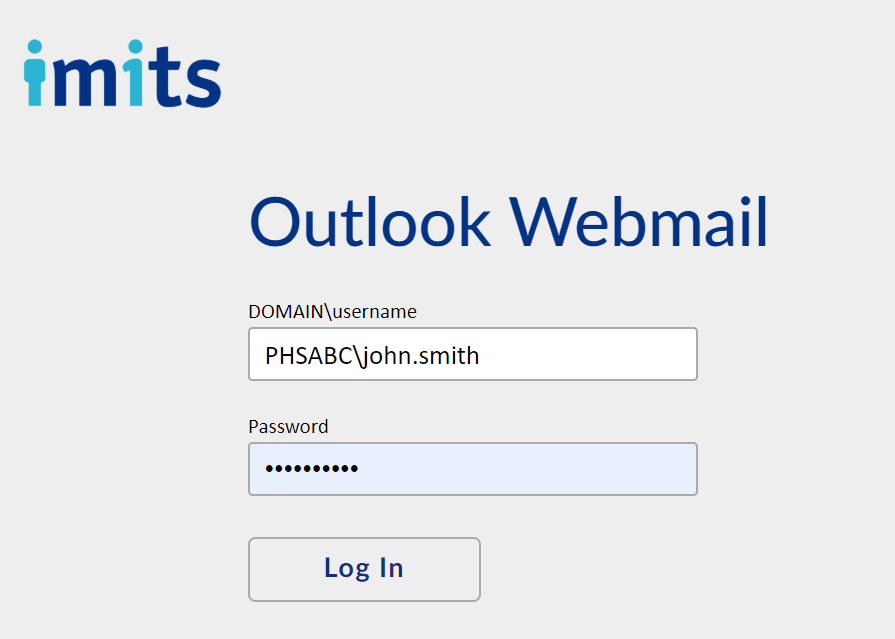 imits
Outlook Webmail
DOMAIN\username
PHSABC\john.smith
Password
••••••••••
Log In